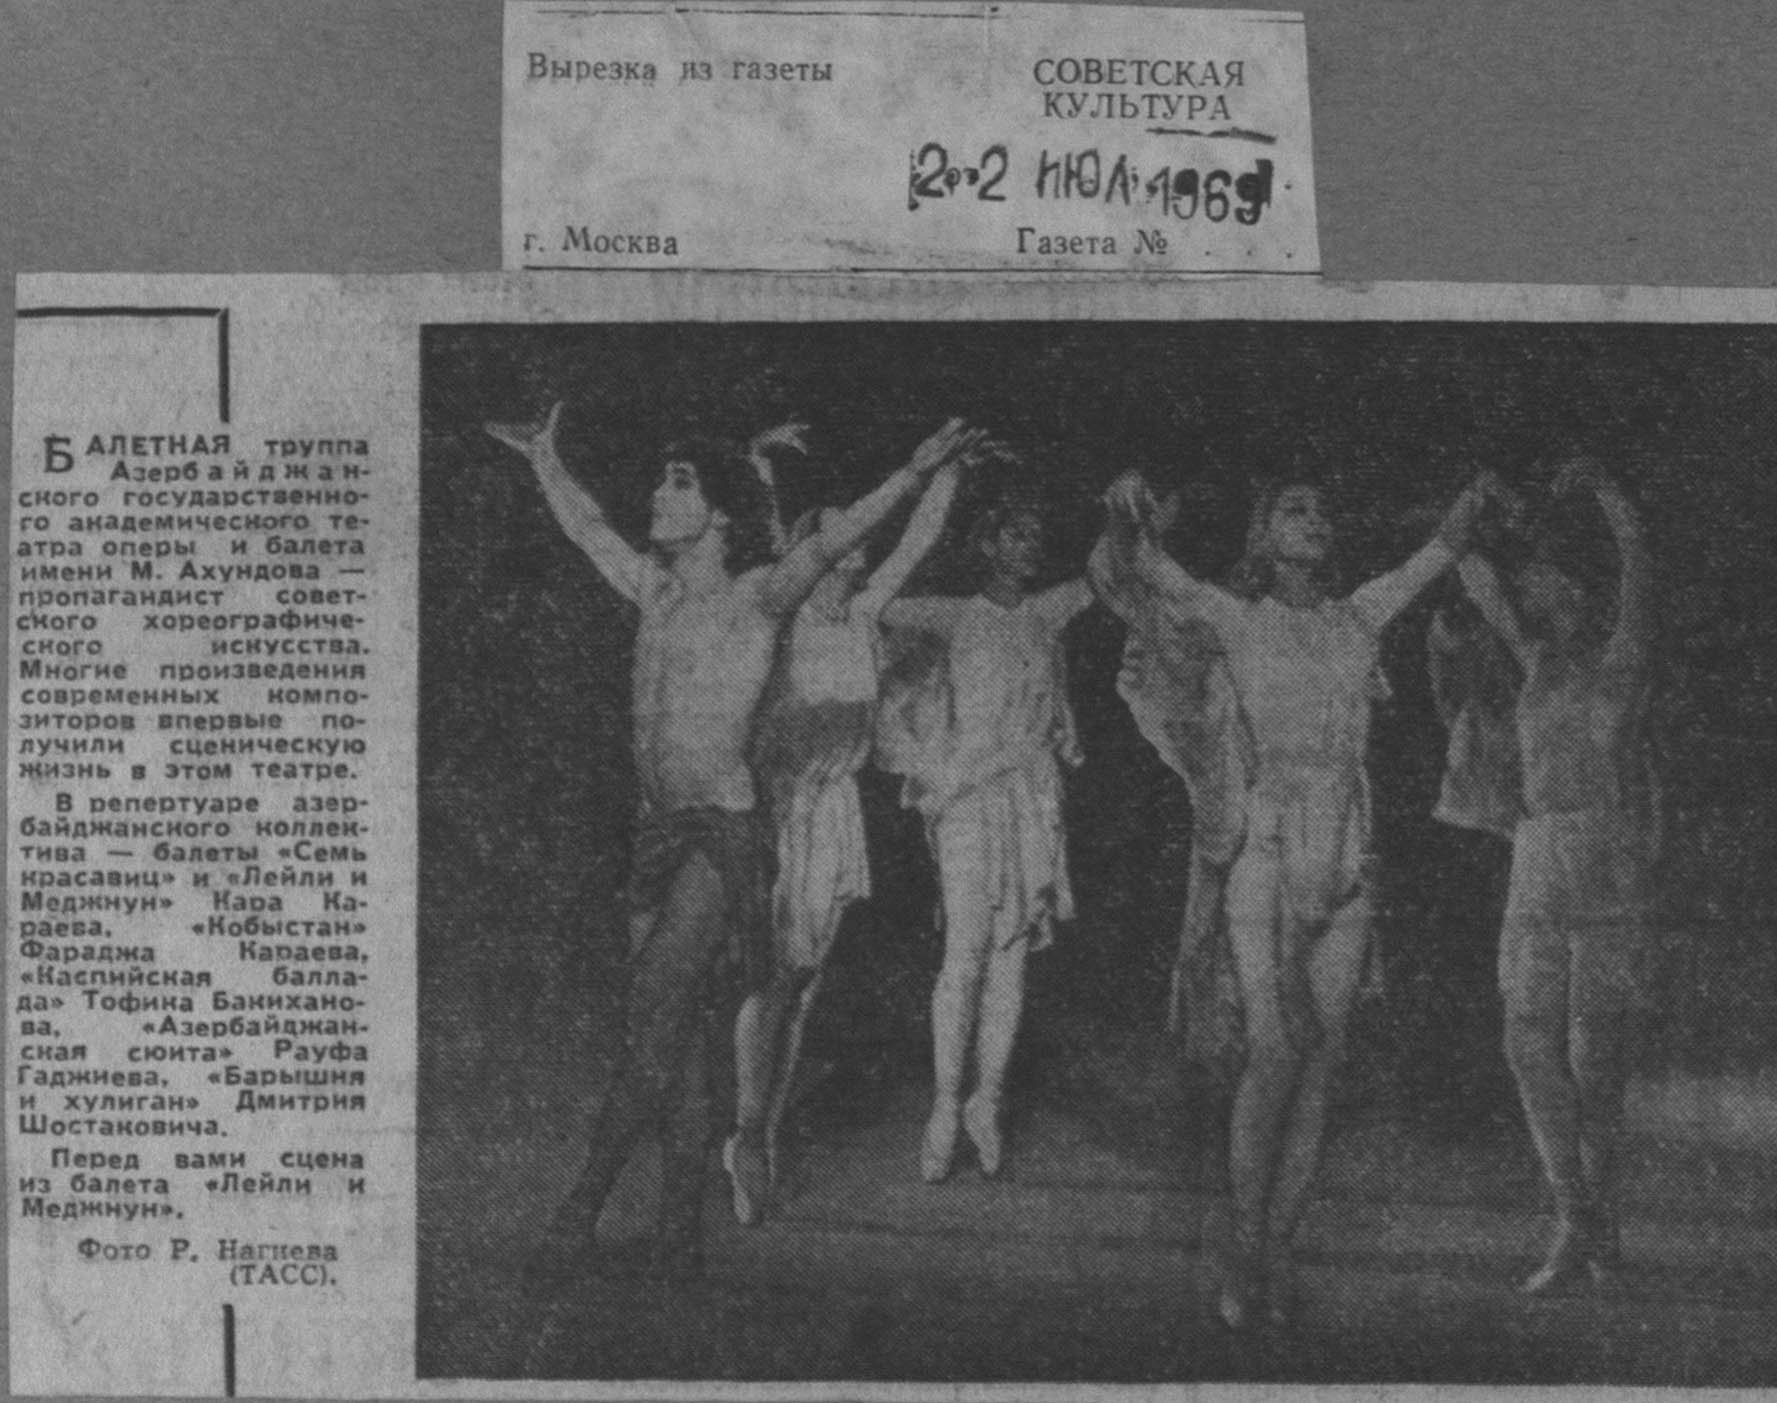 Вырезка из газеты
СОВЕТСКАЯ
КУЛЬТУРА
22 ИЮЛ 1969
г. Москва
Газета № . . .
БАЛЕТНАЯ труппа
Азербайджан-
ского государственно-
го академического те-
атра оперы и балета
имени М. Ахундова —
пропагандист совет-
ского хореографиче-
ского искусства.
Многие произведения
современных компо-
зиторов впервые по-
лучили сценическую
жизнь в этом театре.
В репертуаре азер-
байджанского коллек-
тива — балеты «Семь
красавиц» и «Лейли и
Меджнун» Кара Ка-
раева, «Кобыстан»
Фараджа Караева,
«Каспийская балла-
да» Тофика Бакихано-
ва, «Азербайджан-
ская сюита» Рауфа
Гаджиева, «Барышня
и хулиган» Дмитрия
Шостаковича.
Перед вами сцена
из балета «Лейли и
Меджнун».
Фото Р. Нагиева
(ТАСС).